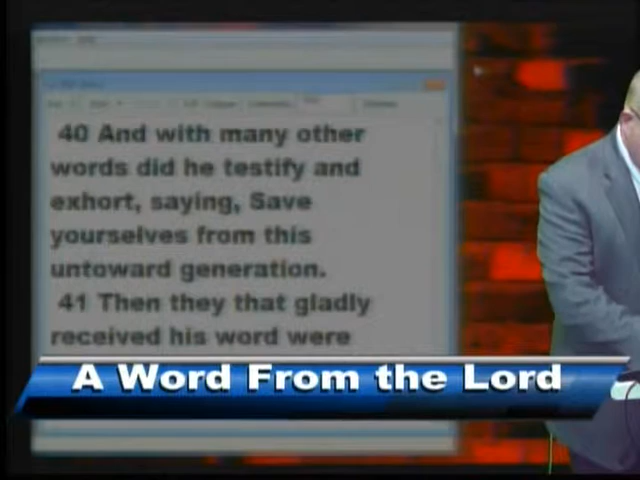 40 And with many other
words did he testify and
exhort, saying, Save
yourselves from this
untoward generation.
41 Then they that gladly
received his word were
A Word From the Lord